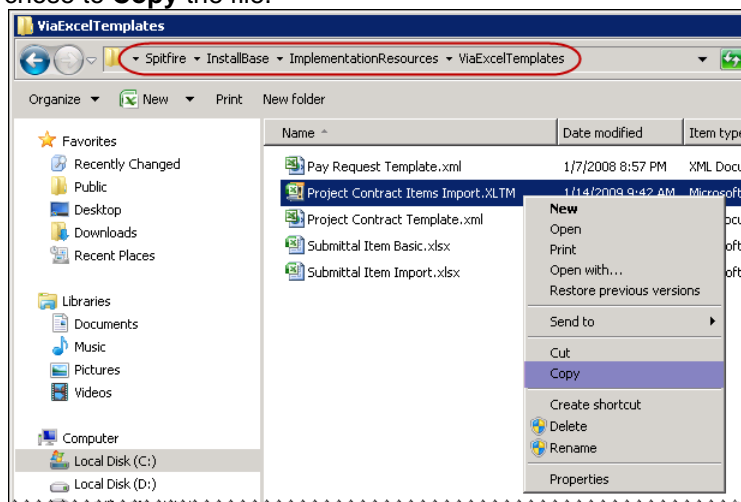 chose to Copy the file.
ViaExcelTemplates
Spitfire InstallBase ImplementationResources ViaExcelTemplates
Organize New Print New folder
Name Date modified Item type
Favorites
Recently Changed
Public
Desktop
Downloads
Recent Places
Libraries
Documents
Music
Pictures
Videos
Computer
Local Disk (C:)
Local Disk (D:)
Pay Request Template.xml 1/7/2008 8:57 PM XML Docu
Project Contract Items Import.XLTM 1/14/2009 9:42 AM Microsoft
Project Contract Template.xml
Submittal Item Basic.xlsx
Submittal Item Import.xlsx
New
Open
Print
Open with...
Restore previous versions
Send to
Cut
Copy
Create shortcut
Delete
Rename
Properties